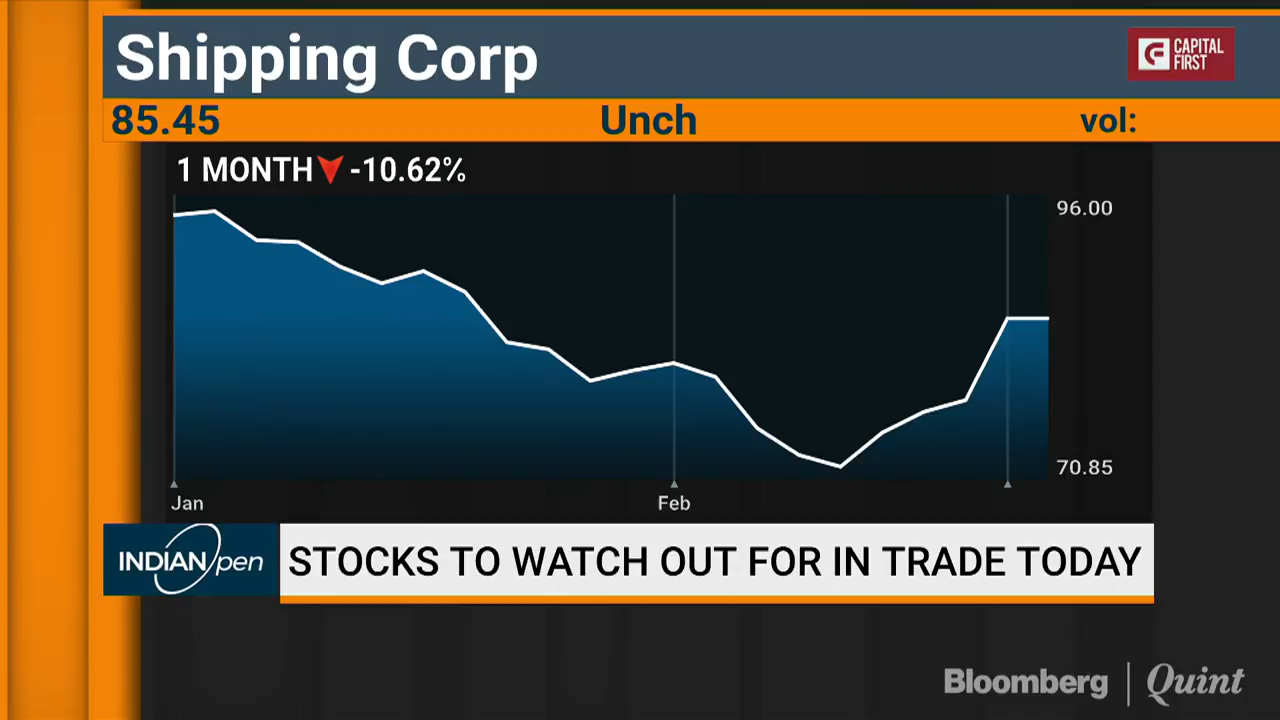 Shipping Corp
CAPITAL
FIRST
85.45 Unch vol:
1 MONTH -10.62%
96.00
70.85
Jan Feb
INDIAN Open
STOCKS TO WATCH OUT FOR IN TRADE TODAY
Bloomberg | Quint